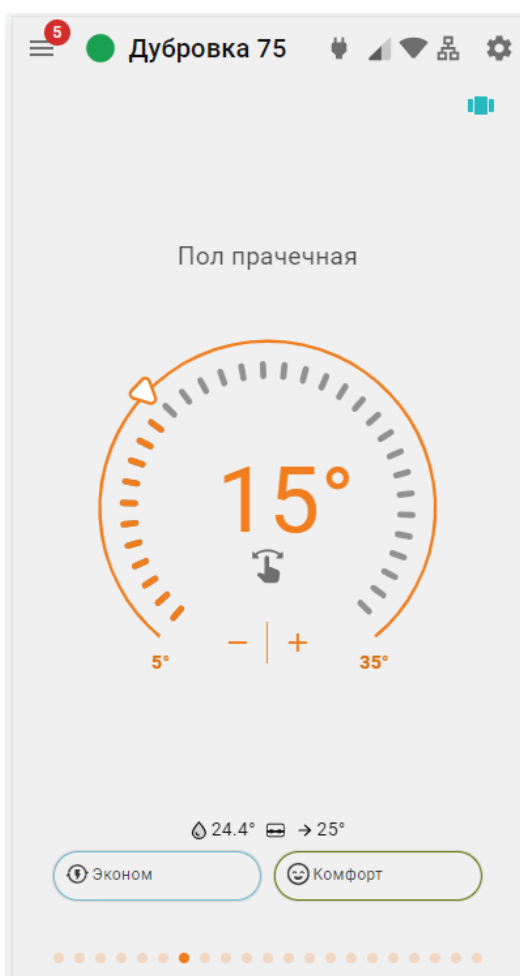 5
Дубровка 75
Пол прачечная
15°
− | +
5°
35°
24.4° → 25°
Эконом
Комфорт